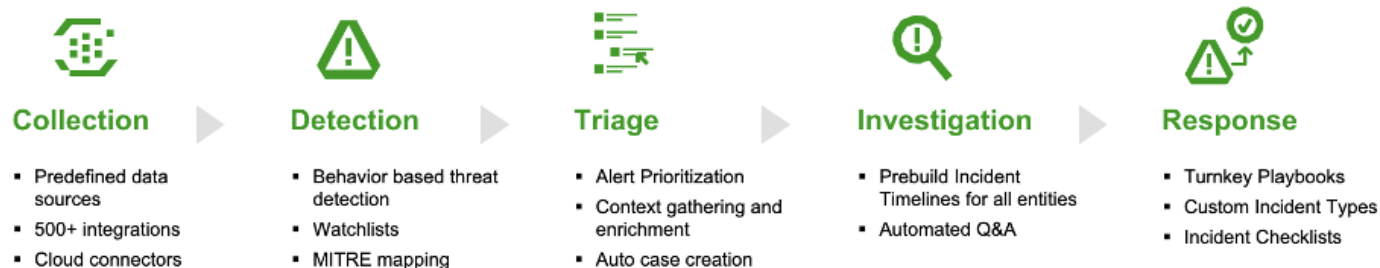 Collection
Predefined data
sources
500+ integrations
Cloud connectors
Detection
Behavior based threat
detection
Watchlists
MITRE mapping
Triage
Alert Prioritization
Context gathering and
enrichment
Auto case creation
Investigation
Prebuild Incident
Timelines for all entities
Automated Q&A
Response
Turnkey Playbooks
Custom Incident Types
Incident Checklists